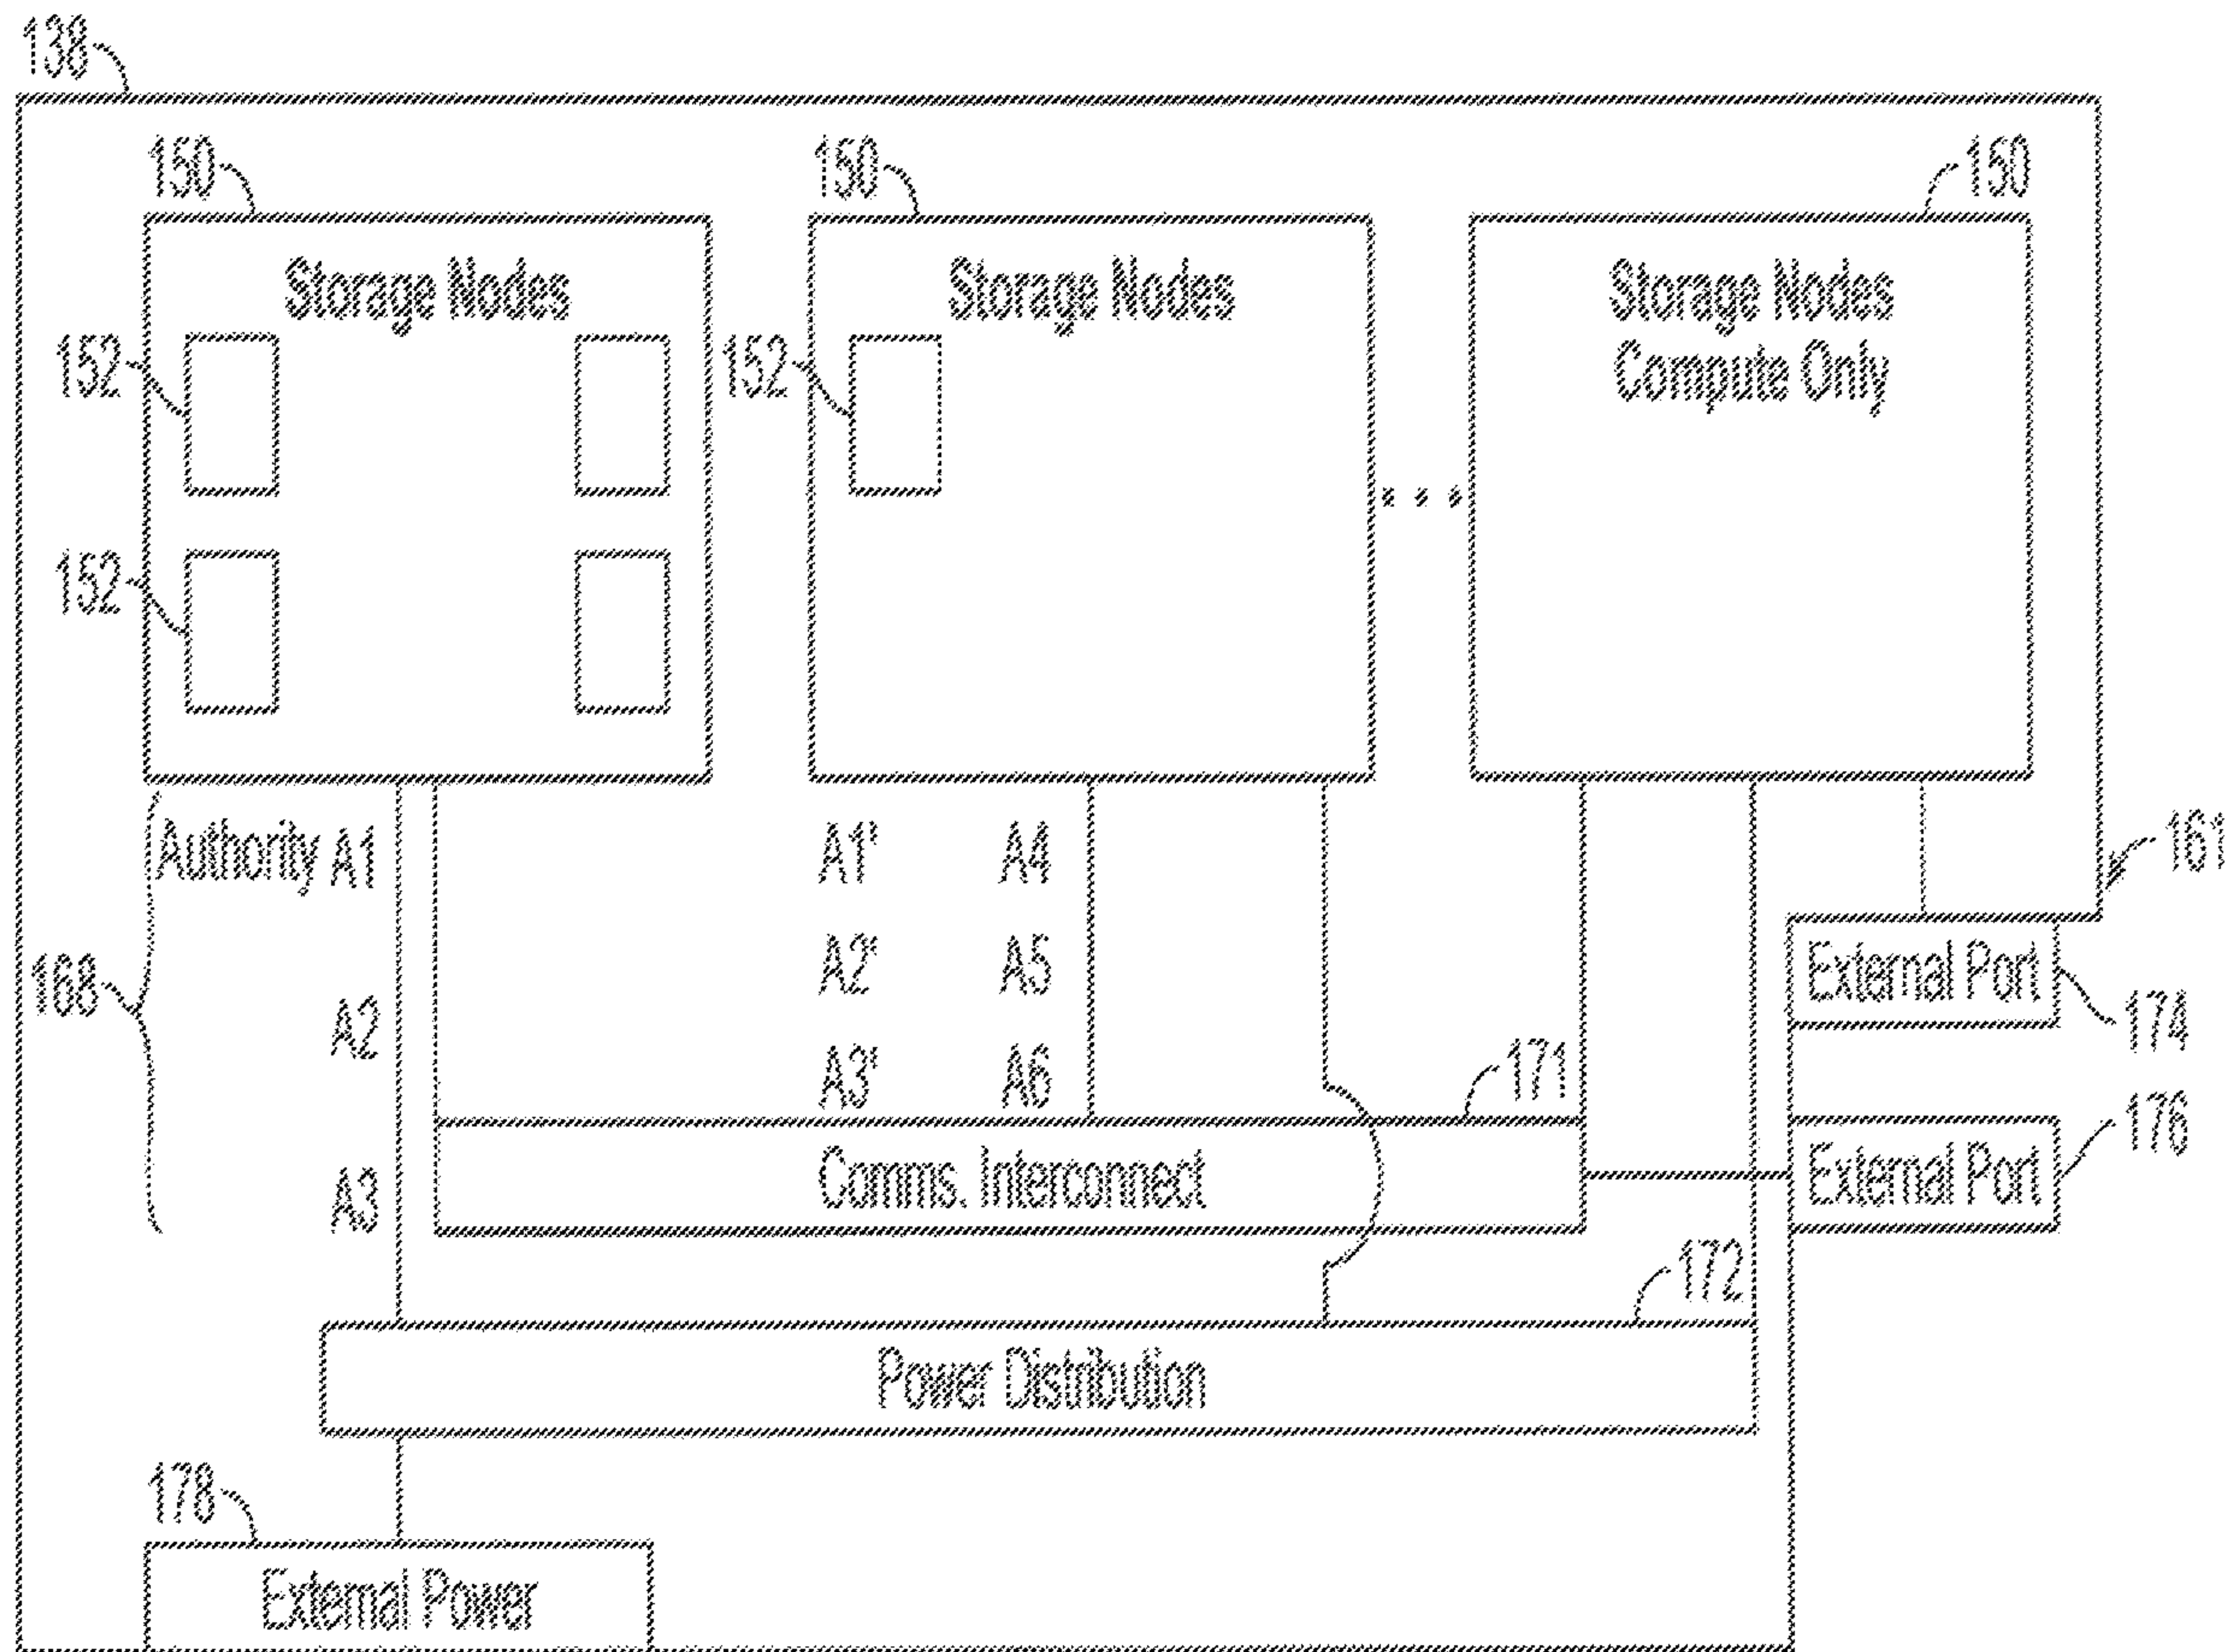 138
150
150
150
Storage Nodes
Storage Nodes
Storage Nodes
Compute Only
152
152
152
Authority A1
A1'
A4
161
168
A2
A2'
A5
External Port
174
A3'
A6
171
176
A3
Comms. Interconnect
External Port
172
Power Distribution
178
External Power